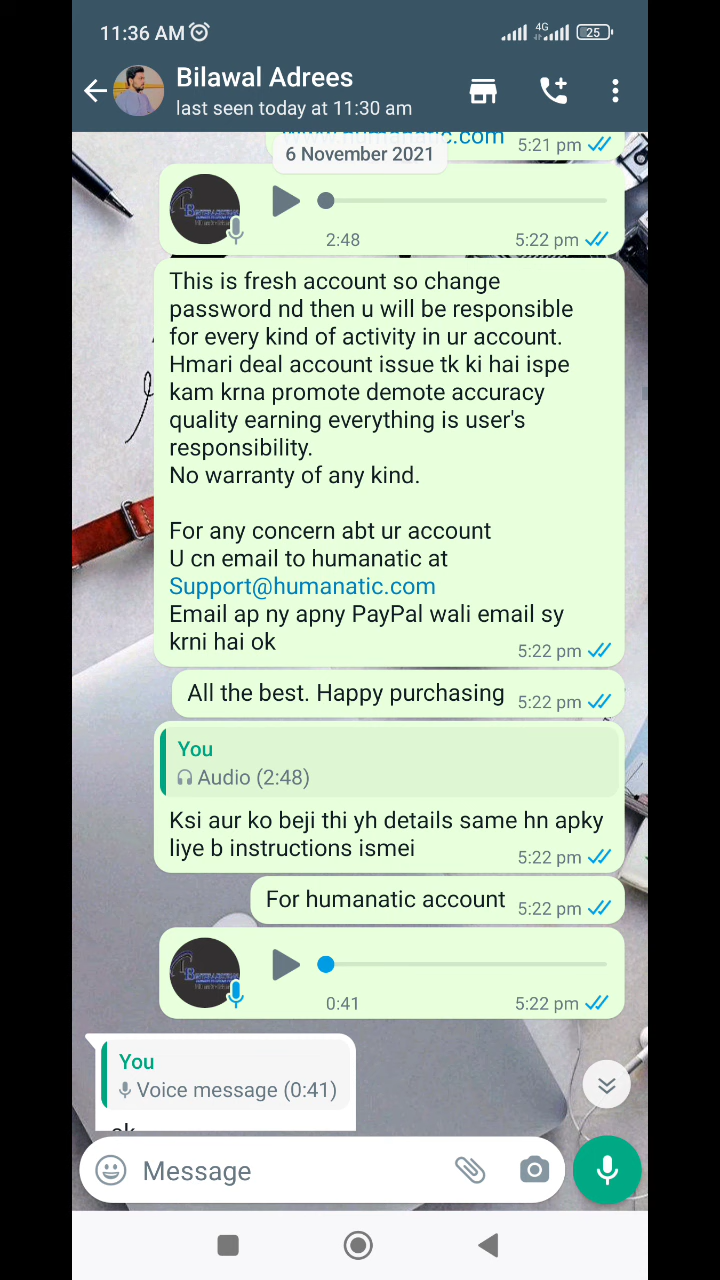 11:36 AM
4G
25
Bilawal Adrees
last seen today at 11:30 am
www.humanatic.com 5:21 pm
6 November 2021
2:48 5:22 pm
This is fresh account so change
password nd then u will be responsible
for every kind of activity in ur account.
Hmari deal account issue tk ki hai ispe
kam krna promote demote accuracy
quality earning everything is user's
responsibility.
No warranty of any kind.
For any concern abt ur account
U cn email to humanatic at
Support@humanatic.com
Email ap ny apny PayPal wali email sy
krni hai ok 5:22 pm
All the best. Happy purchasing 5:22 pm
You
Audio (2:48)
Ksi aur ko beji thi yh details same hn apky
liye b instructions ismei 5:22 pm
For humanatic account 5:22 pm
0:41 5:22 pm
You
Voice message (0:41)
ok
Message